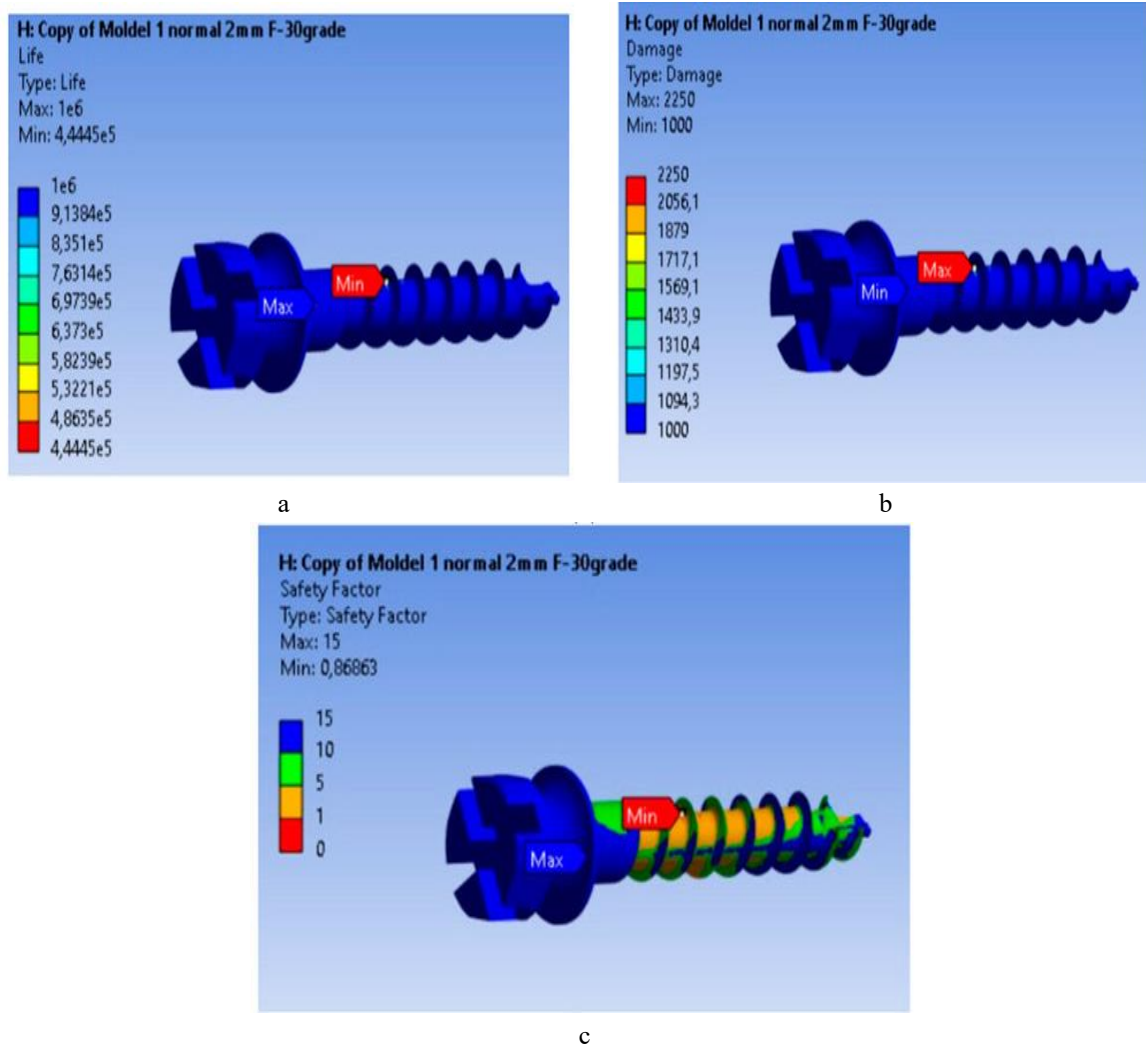 H: Copy of Moldel 1 normal 2mm F-30grade
Life
Type: Life
Max: 1e6
Min: 4,4445e5
1e6
9,1384e5
8,351e5
7,6314e5
6,9739e5
6,373e5
5,8239e5
5,3221e5
4,8635e5
4,4445e5
Min
Max
a
H: Copy of Moldel 1 normal 2mm F-30grade
Damage
Type: Damage
Max: 2250
Min: 1000
2250
2056,1
1879
1717,1
1569,1
1433,9
1310,4
1197,5
1094,3
1000
Max
Min
b
H: Copy of Moldel 1 normal 2mm F-30grade
Safety Factor
Type: Safety Factor
Max: 15
Min: 0,86863
15
10
5
1
0
Min
Max
c